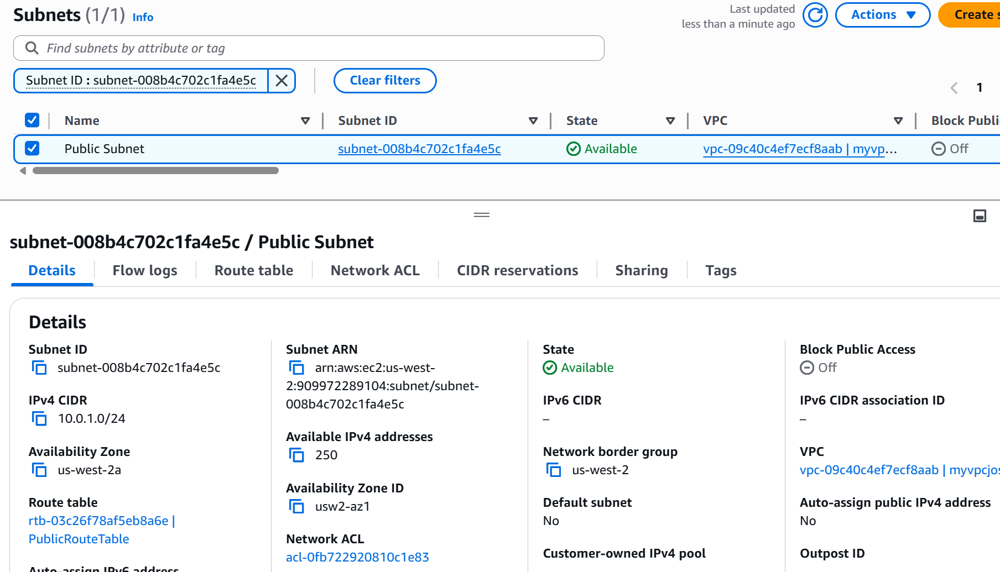 Subnets (1/1) Info
Last updated
less than a minute ago
Actions
Create s
Find subnets by attribute or tag
Subnet ID : subnet-008b4c702c1fa4e5c
Clear filters
1
Name
Subnet ID
State
VPC
Block Publi
Public Subnet
subnet-008b4c702c1fa4e5c
Available
vpc-09c40c4ef7ecf8aab | myvp...
Off
subnet-008b4c702c1fa4e5c / Public Subnet
Details
Flow logs
Route table
Network ACL
CIDR reservations
Sharing
Tags
Details
Subnet ID
subnet-008b4c702c1fa4e5c
IPv4 CIDR
10.0.1.0/24
Availability Zone
us-west-2a
Route table
rtb-03c26f78af5eb8a6e |
PublicRouteTable
Auto-assign IPv6 address
Subnet ARN
arn:aws:ec2:us-west-
2:909972289104:subnet/subnet-
008b4c702c1fa4e5c
Available IPv4 addresses
250
Availability Zone ID
usw2-az1
Network ACL
acl-0fb722920810c1e83
State
Available
IPv6 CIDR
–
Network border group
us-west-2
Default subnet
No
Customer-owned IPv4 pool
Block Public Access
Off
IPv6 CIDR association ID
–
VPC
vpc-09c40c4ef7ecf8aab | myvpcjos
Auto-assign public IPv4 address
No
Outpost ID